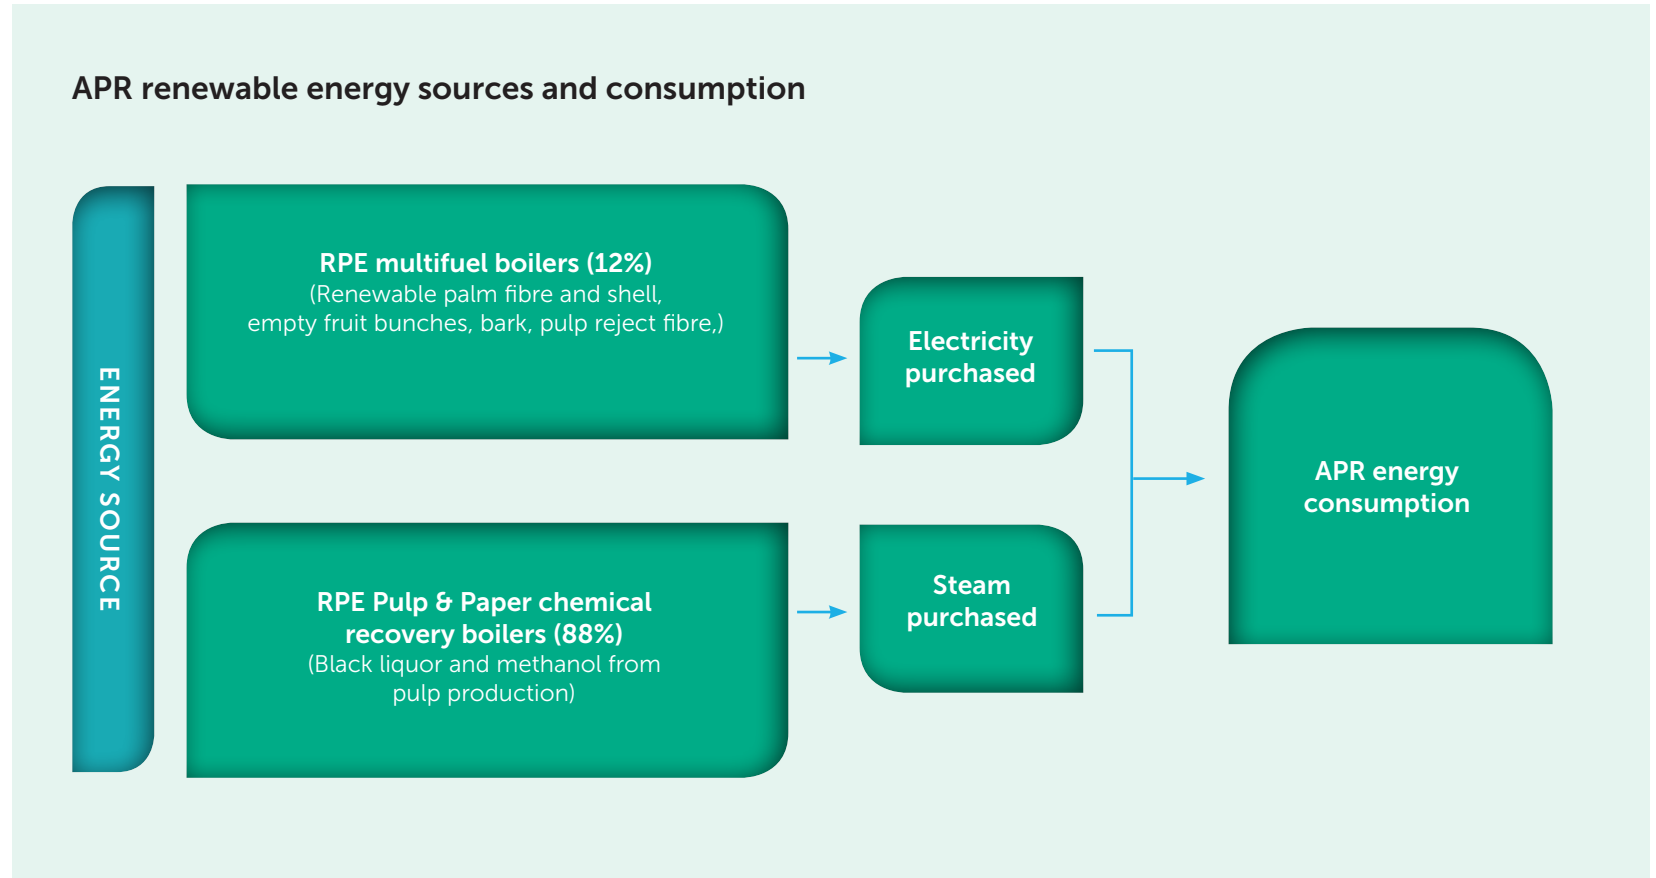 APR renewable energy sources and consumption
ENERGY SOURCE
RPE multifuel boilers (12%)
(Renewable palm fibre and shell,
empty fruit bunches, bark, pulp reject fibre,)
Electricity
purchased
RPE Pulp & Paper chemical
recovery boilers (88%)
(Black liquor and methanol from
pulp production)
Steam
purchased
APR energy
consumption